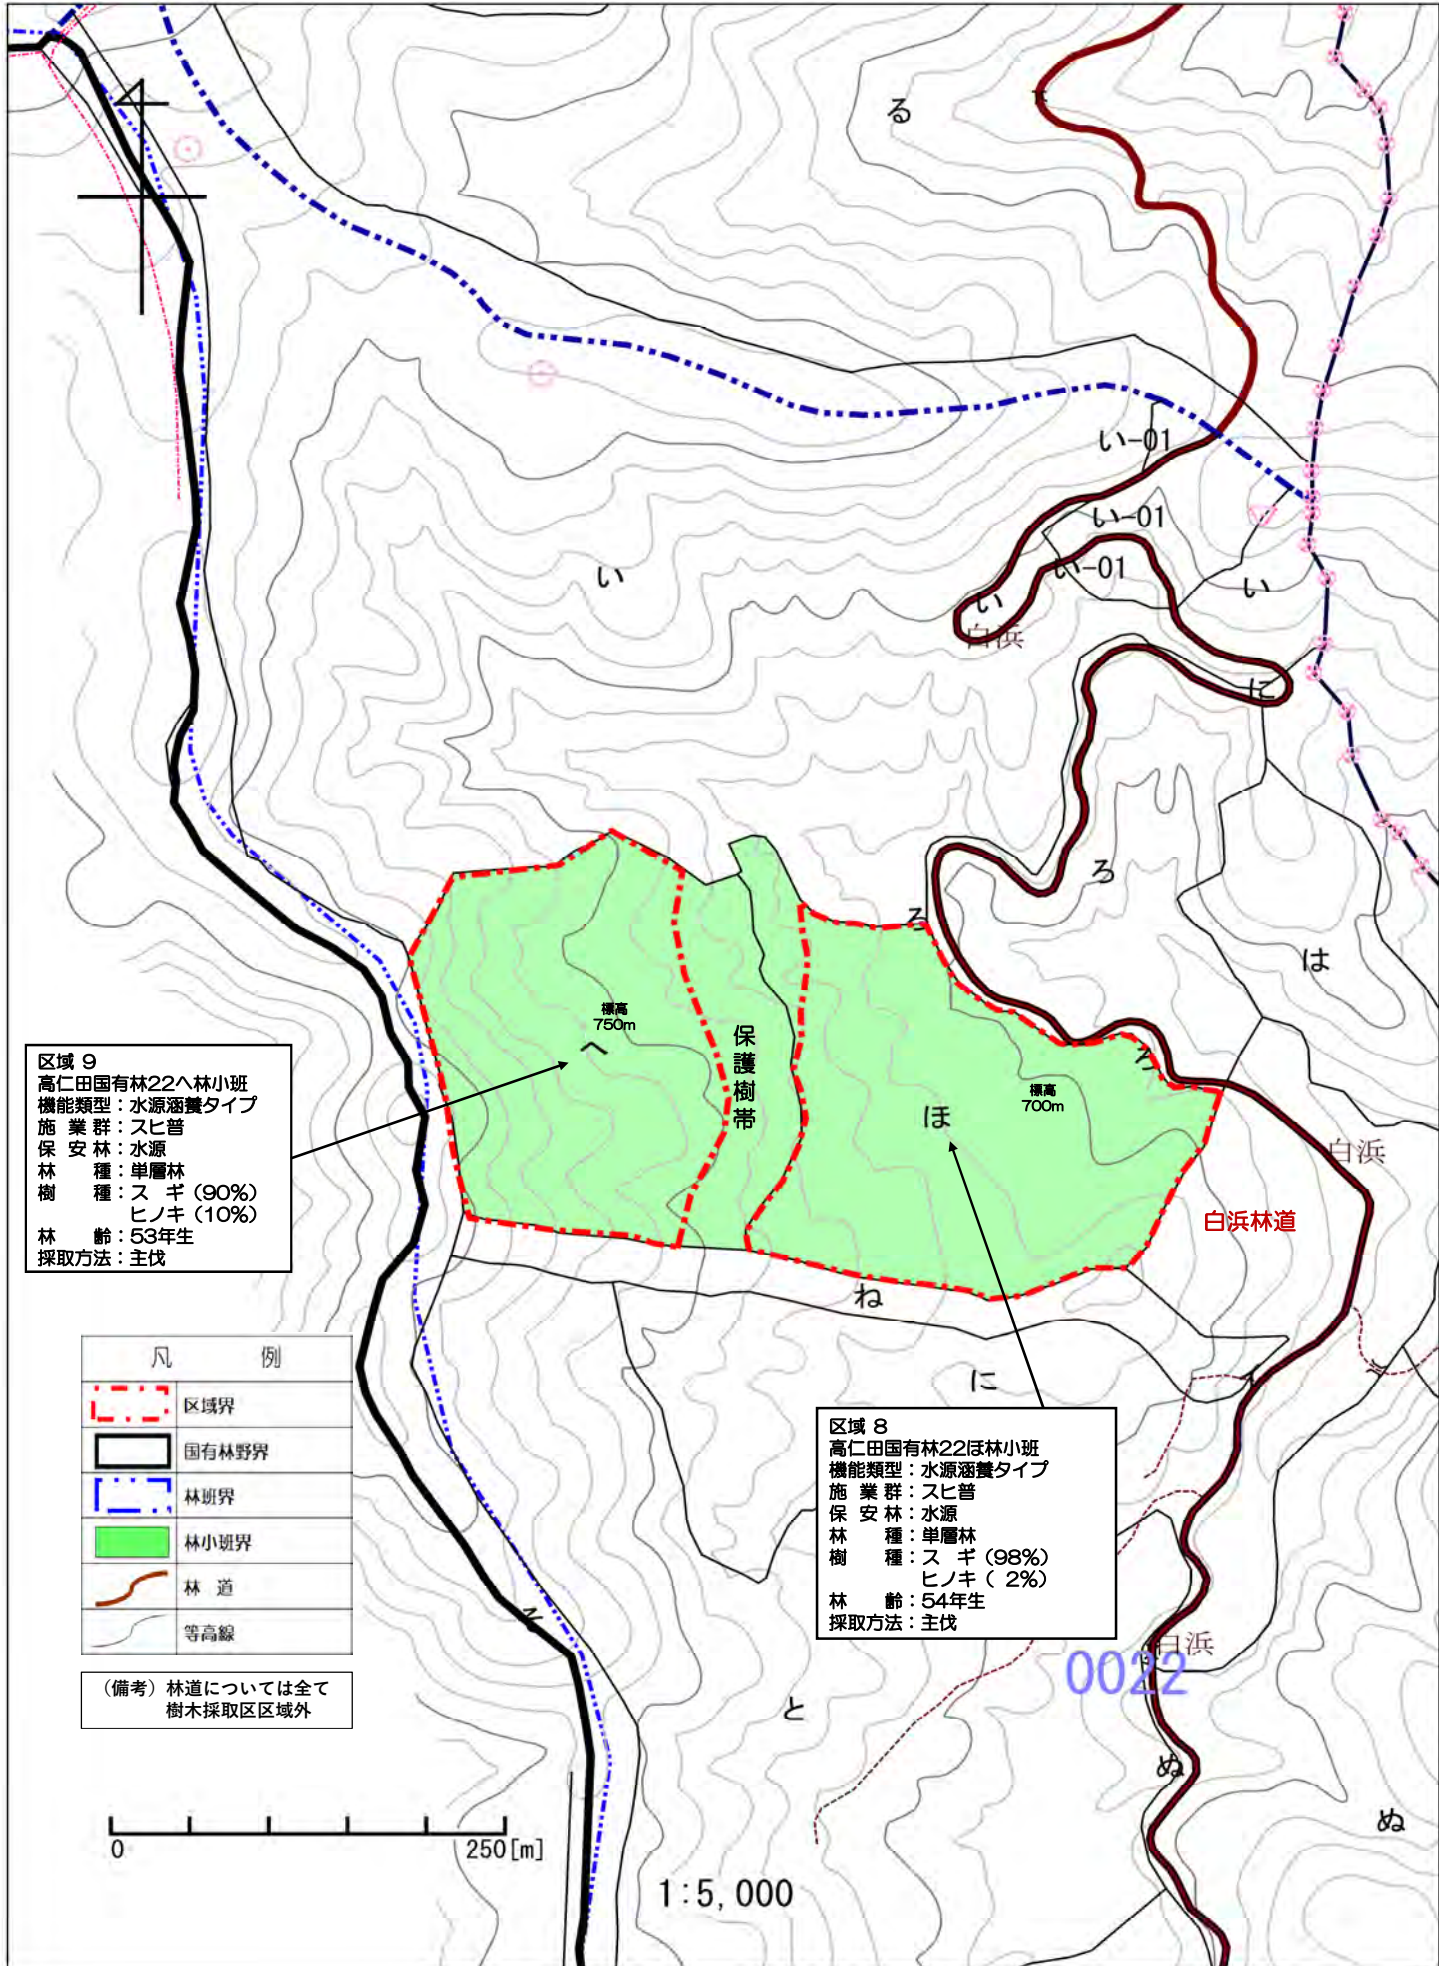 る
い-01
い-01
い-01
い
い
い
白浜
に
ろ
ろ
は
標高
750m
へ
保護樹帯
ほ
標高
700m
区域 9
高仁田国有林22へ林小班
機能類型：水源涵養タイプ
施 業 群：スヒ普
保 安 林：水源
林　　種：単層林
樹　　種：ス ギ（90%）
ヒノキ（10%）
林　　齢：53年生
採取方法：主伐
白浜
白浜林道
ね
に
凡　例
区域界
国有林野界
林班界
林小班界
林 道
等高線
（備考）林道については全て
樹木採取区区域外
区域 8
高仁田国有林22ほ林小班
機能類型：水源涵養タイプ
施 業 群：スヒ普
保 安 林：水源
林　　種：単層林
樹　　種：ス ギ（98%）
ヒノキ（ 2%）
林　　齢：54年生
採取方法：主伐
そ
白浜
0022
と
ぬ
ぬ
0
250[m]
1:5,000